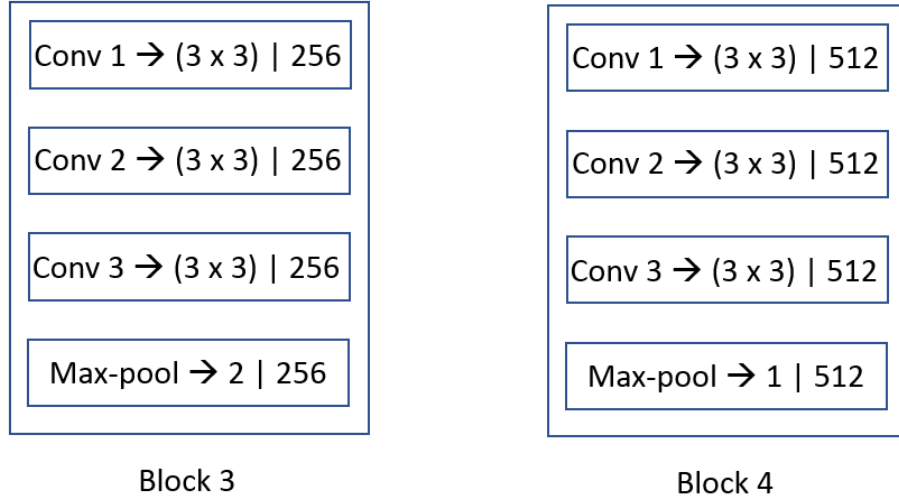 Conv 1 → (3 x 3) | 256
Conv 2 → (3 x 3) | 256
Conv 3 → (3 x 3) | 256
Max-pool → 2 | 256
Block 3
Conv 1 → (3 x 3) | 512
Conv 2 → (3 x 3) | 512
Conv 3 → (3 x 3) | 512
Max-pool → 1 | 512
Block 4